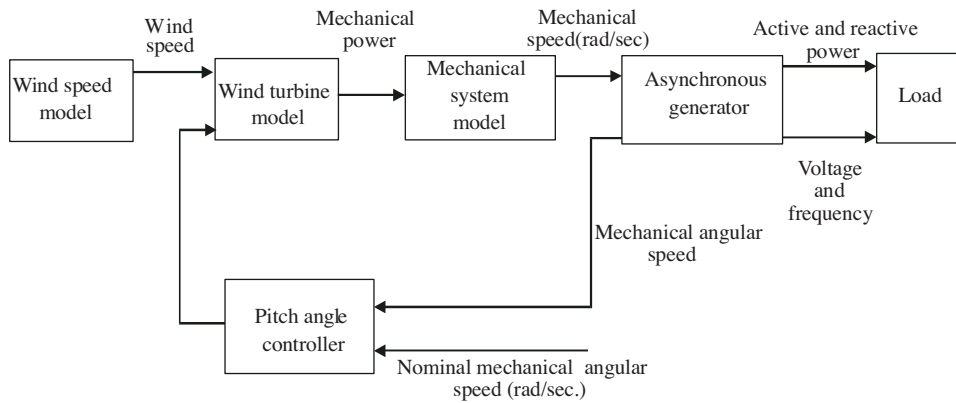 Wind
speed
Mechanical
power
Mechanical
speed(rad/sec)
Active and reactive
power
Wind speed
model
Wind turbine
model
Mechanical
system
model
Asynchronous
generator
Load
Voltage
and
frequency
Mechanical angular
speed
Pitch angle
controller
Nominal mechanical angular
speed (rad/sec.)